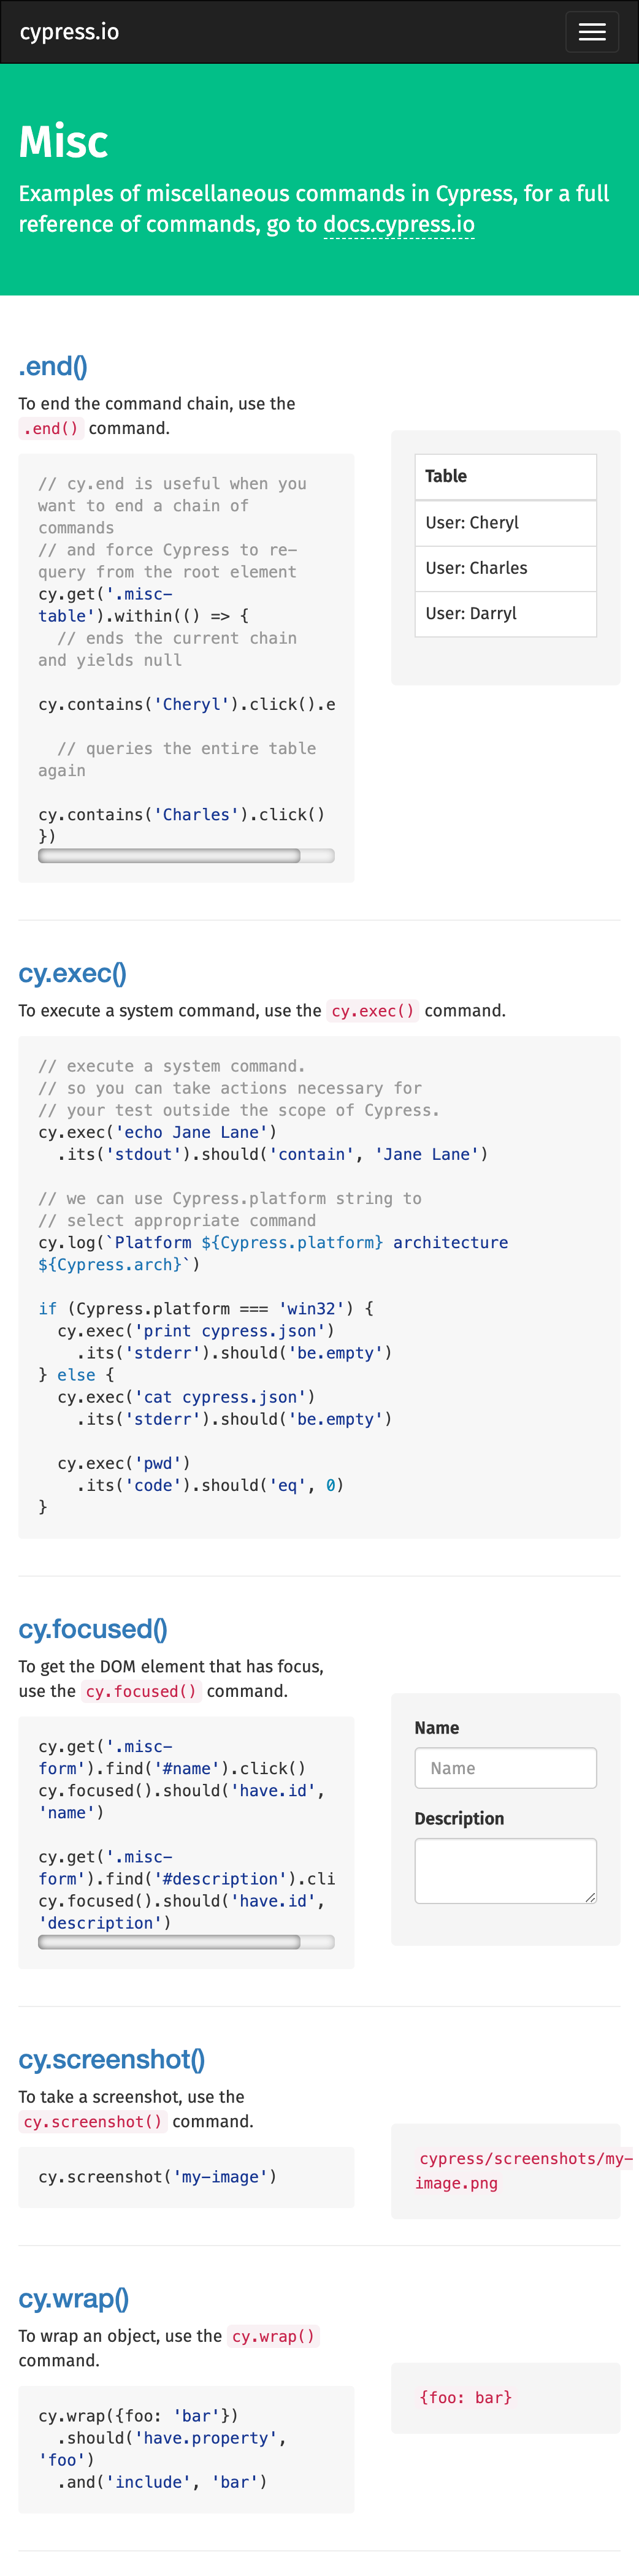 cypress.io
Misc
Examples of miscellaneous commands in Cypress, for a full
reference of commands, go to docs.cypress.io
.end()
To end the command chain, use the
.end() command.
// cy.end is useful when you
want to end a chain of
commands
// and force Cypress to re-
query from the root element
cy.get('.misc-
table').within(() => {
  // ends the current chain
and yields null
cy.contains('Cheryl').click().e
  // queries the entire table
again
cy.contains('Charles').click()
})
Table
User: Cheryl
User: Charles
User: Darryl
cy.exec()
To execute a system command, use the cy.exec() command.
// execute a system command.
// so you can take actions necessary for
// your test outside the scope of Cypress.
cy.exec('echo Jane Lane')
  .its('stdout').should('contain', 'Jane Lane')
// we can use Cypress.platform string to
// select appropriate command
cy.log(`Platform ${Cypress.platform} architecture
${Cypress.arch}`)
if (Cypress.platform === 'win32') {
  cy.exec('print cypress.json')
    .its('stderr').should('be.empty')
} else {
  cy.exec('cat cypress.json')
    .its('stderr').should('be.empty')
  cy.exec('pwd')
    .its('code').should('eq', 0)
}
cy.focused()
To get the DOM element that has focus,
use the cy.focused() command.
cy.get('.misc-
form').find('#name').click()
cy.focused().should('have.id',
'name')
cy.get('.misc-
form').find('#description').cli
cy.focused().should('have.id',
'description')
Name
Name
Description
cy.screenshot()
To take a screenshot, use the
cy.screenshot() command.
cy.screenshot('my-image')
cypress/screenshots/my-
image.png
cy.wrap()
To wrap an object, use the cy.wrap()
command.
cy.wrap({foo: 'bar'})
  .should('have.property',
'foo')
  .and('include', 'bar')
{foo: bar}